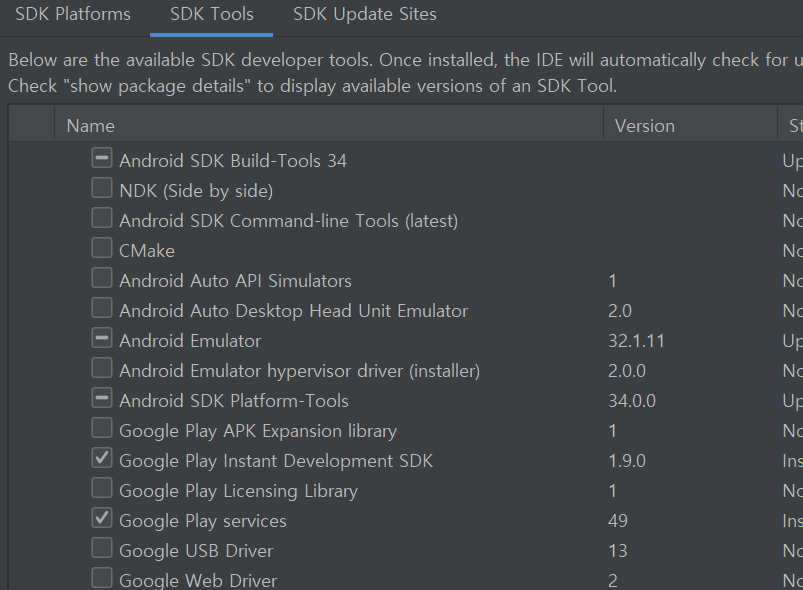 SDK Platforms SDK Tools SDK Update Sites
Below are the available SDK developer tools. Once installed, the IDE will automatically check for u
Check "show package details" to display available versions of an SDK Tool.
Name Version St
Android SDK Build-Tools 34 Up
NDK (Side by side) No
Android SDK Command-line Tools (latest) No
CMake No
Android Auto API Simulators 1 No
Android Auto Desktop Head Unit Emulator 2.0 No
Android Emulator 32.1.11 Up
Android Emulator hypervisor driver (installer) 2.0.0 No
Android SDK Platform-Tools 34.0.0 Up
Google Play APK Expansion library 1 No
Google Play Instant Development SDK 1.9.0 Ins
Google Play Licensing Library 1 No
Google Play services 49 Ins
Google USB Driver 13 No
Google Web Driver 2 No